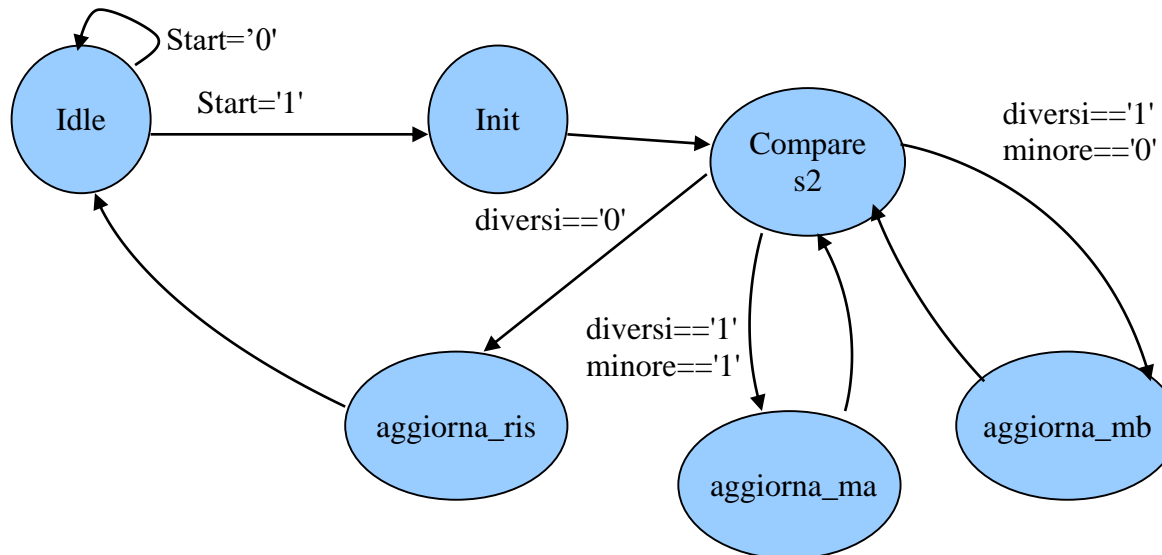 Start=’0'
Idle
Start='1'
Init
Compare
s2
diversi=='1'
minore=='0'
diversi=='0'
diversi=='1'
minore=='1'
aggiorna_ris
aggiorna_ma
aggiorna_mb